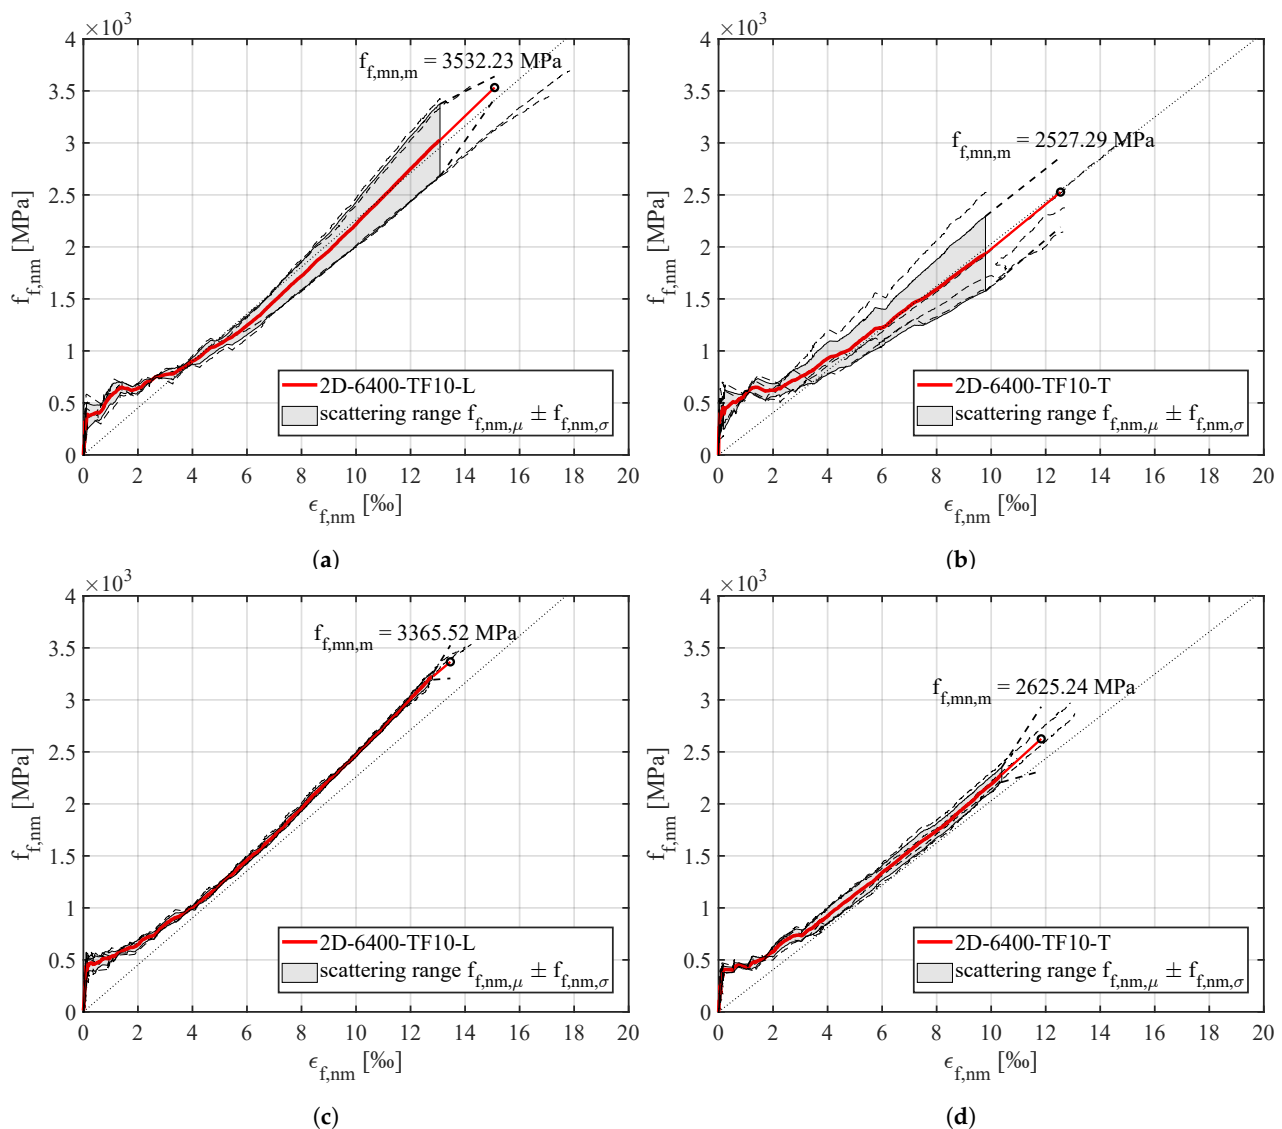 ×10³
4
3.5
3
2.5
2
1.5
1
0.5
0
f_f,nm [MPa]
f_f,mn,m = 3532.23 MPa
2D-6400-TF10-L
scattering range f_f,nm,μ ± f_f,nm,σ
0 2 4 6 8 10 12 14 16 18 20
ϵ_f,nm [‰]
(a)
×10³
4
3.5
3
2.5
2
1.5
1
0.5
0
f_f,nm [MPa]
f_f,mn,m = 2527.29 MPa
2D-6400-TF10-T
scattering range f_f,nm,μ ± f_f,nm,σ
0 2 4 6 8 10 12 14 16 18 20
ϵ_f,nm [‰]
(b)
×10³
4
3.5
3
2.5
2
1.5
1
0.5
0
f_f,nm [MPa]
f_f,mn,m = 3365.52 MPa
2D-6400-TF10-L
scattering range f_f,nm,μ ± f_f,nm,σ
0 2 4 6 8 10 12 14 16 18 20
ϵ_f,nm [‰]
(c)
×10³
4
3.5
3
2.5
2
1.5
1
0.5
0
f_f,nm [MPa]
f_f,mn,m = 2625.24 MPa
2D-6400-TF10-T
scattering range f_f,nm,μ ± f_f,nm,σ
0 2 4 6 8 10 12 14 16 18 20
ϵ_f,nm [‰]
(d)